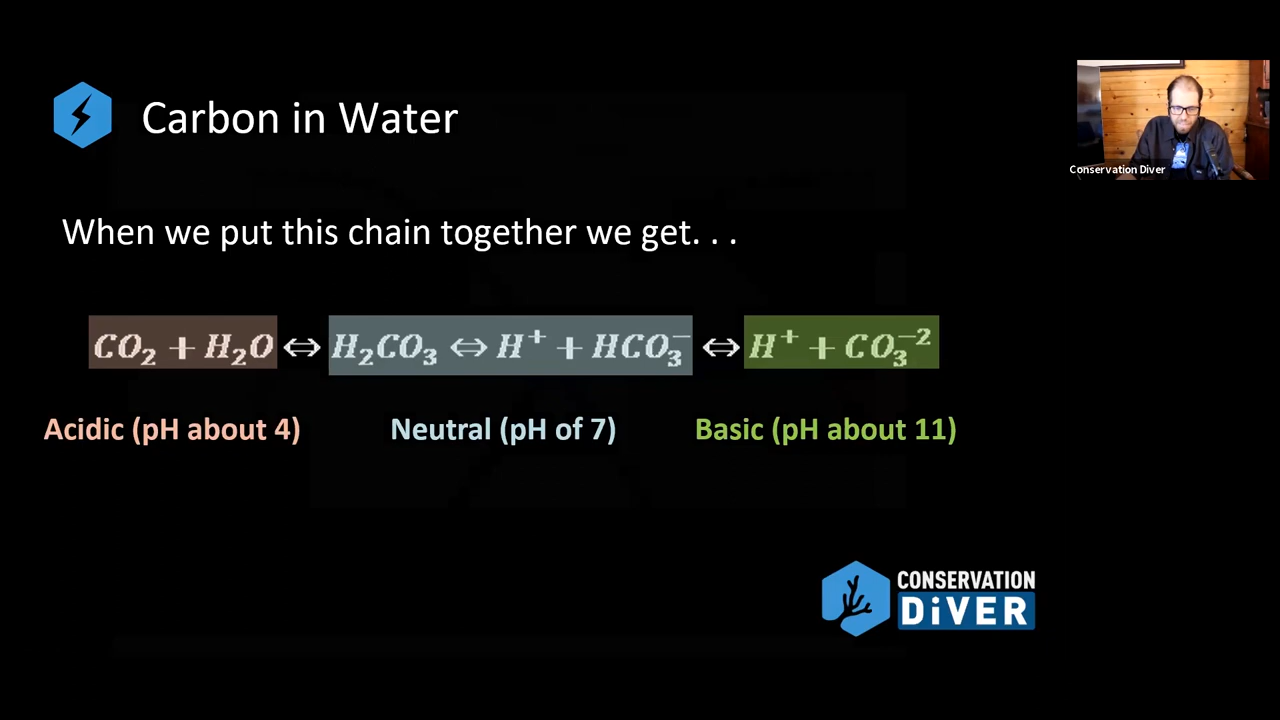 Carbon in Water
Conservation Diver
When we put this chain together we get. . .
CO₂ + H₂O ⇔ H₂CO₃ ⇔ H⁺ + HCO₃⁻ ⇔ H⁺ + CO₃⁻²
Acidic (pH about 4) Neutral (pH of 7) Basic (pH about 11)
CONSERVATION
DiVER